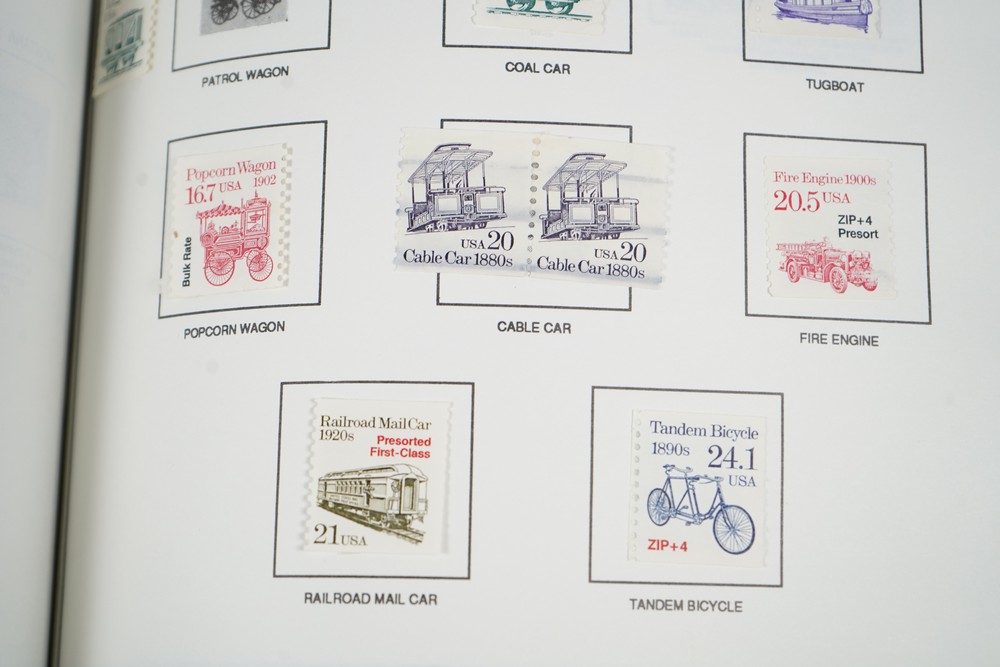 PATROL WAGON
COAL CAR
TUGBOAT
Popcorn Wagon
16.7 USA 1902
Bulk Rate
POPCORN WAGON
USA 20
Cable Car 1880s
USA 20
Cable Car 1880s
CABLE CAR
Fire Engine 1900s
20.5 USA
ZIP+4
Presort
FIRE ENGINE
Railroad Mail Car
1920s
Presorted
First-Class
21 USA
RAILROAD MAIL CAR
Tandem Bicycle
1890s 24.1
USA
ZIP+4
TANDEM BICYCLE